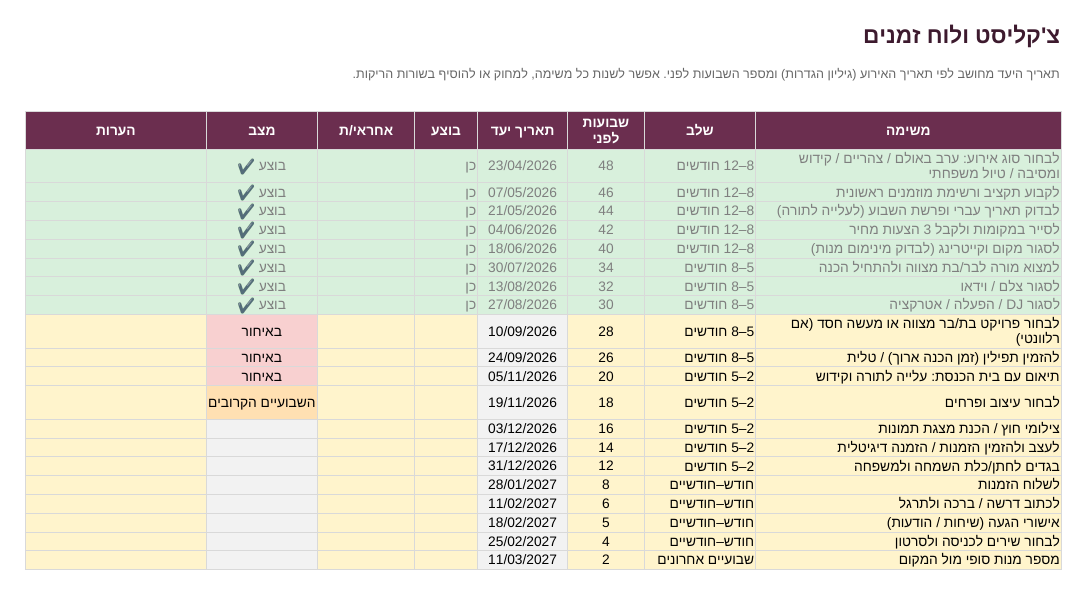 צ'קליסט ולוח זמנים
תאריך היעד מחושב לפי תאריך האירוע (גיליון הגדרות) ומספר השבועות לפני. אפשר לשנות כל משימה, למחוק או להוסיף בשורות הריקות.
משימה שלב שבועות לפני תאריך יעד בוצע אחראי/ת מצב הערות
לבחור סוג אירוע: ערב באולם / צהריים / קידוש
ומסיבה / טיול משפחתי 8–12 חודשים 48 23/04/2026 כן בוצע ✔
לקבוע תקציב ורשימת מוזמנים ראשונית 8–12 חודשים 46 07/05/2026 כן בוצע ✔
לבדוק תאריך עברי ופרשת השבוע (לעלייה לתורה) 8–12 חודשים 44 21/05/2026 כן בוצע ✔
לסייר במקומות ולקבל 3 הצעות מחיר 8–12 חודשים 42 04/06/2026 כן בוצע ✔
לסגור מקום וקייטרינג (לבדוק מינימום מנות) 8–12 חודשים 40 18/06/2026 כן בוצע ✔
למצוא מורה לבר/בת מצווה ולהתחיל הכנה 5–8 חודשים 34 30/07/2026 כן בוצע ✔
לסגור צלם / וידאו 5–8 חודשים 32 13/08/2026 כן בוצע ✔
לסגור DJ / הפעלה / אטרקציה 5–8 חודשים 30 27/08/2026 כן בוצע ✔
לבחור פרויקט בת/בר מצווה או מעשה חסד (אם
רלוונטי) 5–8 חודשים 28 10/09/2026 באיחור
להזמין תפילין (זמן הכנה ארוך) / טלית 5–8 חודשים 26 24/09/2026 באיחור
תיאום עם בית הכנסת: עלייה לתורה וקידוש 2–5 חודשים 20 05/11/2026 באיחור
לבחור עיצוב ופרחים 2–5 חודשים 18 19/11/2026 השבועיים הקרובים
צילומי חוץ / הכנת מצגת תמונות 2–5 חודשים 16 03/12/2026
לעצב ולהזמין הזמנות / הזמנה דיגיטלית 2–5 חודשים 14 17/12/2026
בגדים לחתן/כלת השמחה ולמשפחה 2–5 חודשים 12 31/12/2026
לשלוח הזמנות חודש–חודשיים 8 28/01/2027
לכתוב דרשה / ברכה ולתרגל חודש–חודשיים 6 11/02/2027
אישורי הגעה (שיחות / הודעות) חודש–חודשיים 5 18/02/2027
לבחור שירים לכניסה ולסרטון חודש–חודשיים 4 25/02/2027
מספר מנות סופי מול המקום שבועיים אחרונים 2 11/03/2027